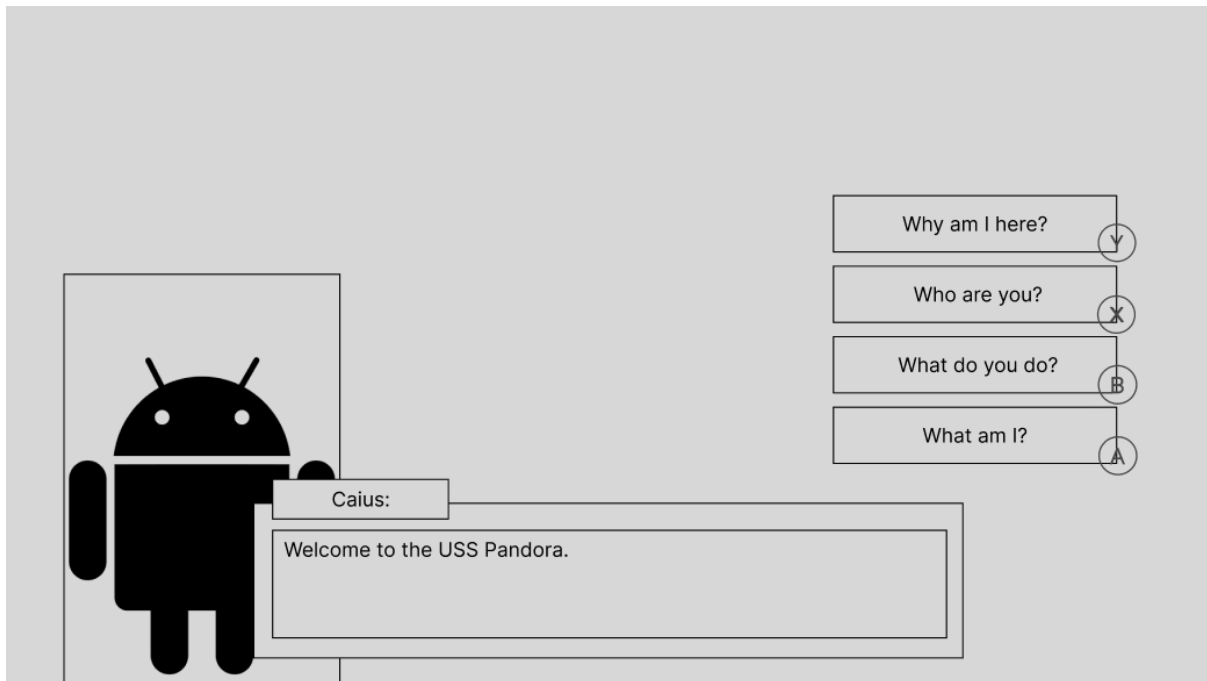 Why am I here?
Y
Who are you?
X
What do you do?
B
What am I?
A
Caius:
Welcome to the USS Pandora.